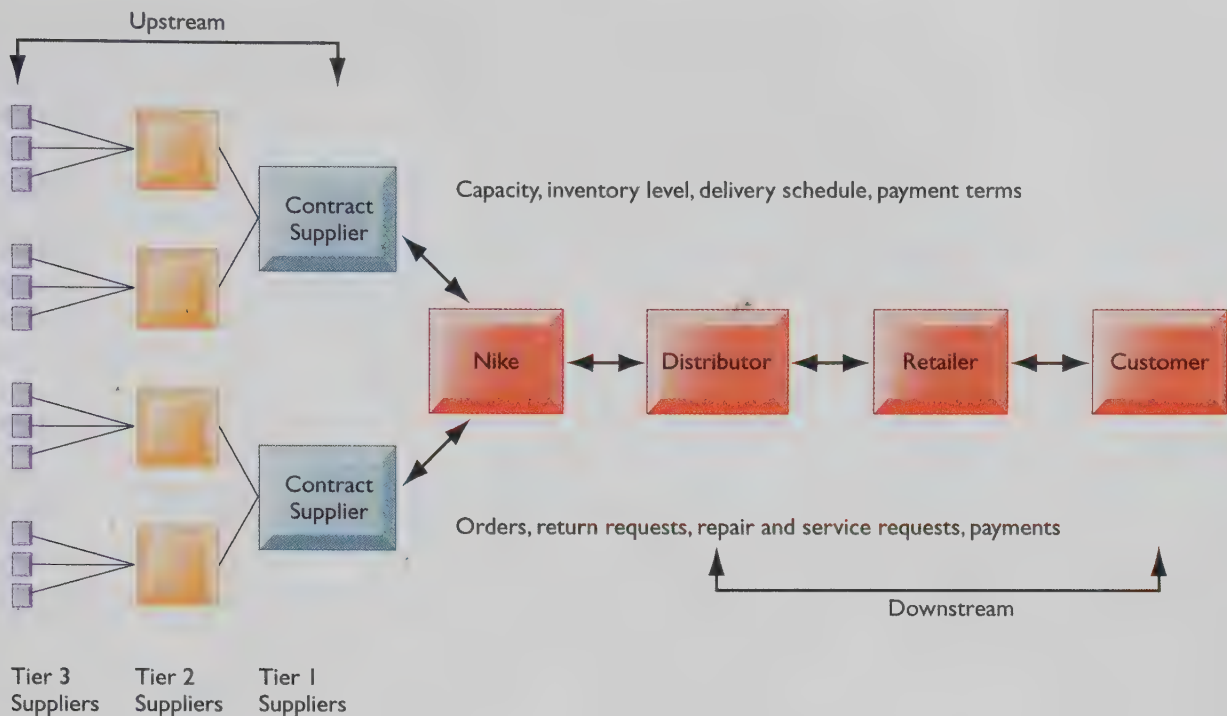 Upstream
Contract
Supplier
Capacity, inventory level, delivery schedule, payment terms
Nike
Distributor
Retailer
Customer
Contract
Supplier
Orders, return requests, repair and service requests, payments
Downstream
Tier 3
Suppliers
Tier 2
Suppliers
Tier 1
Suppliers